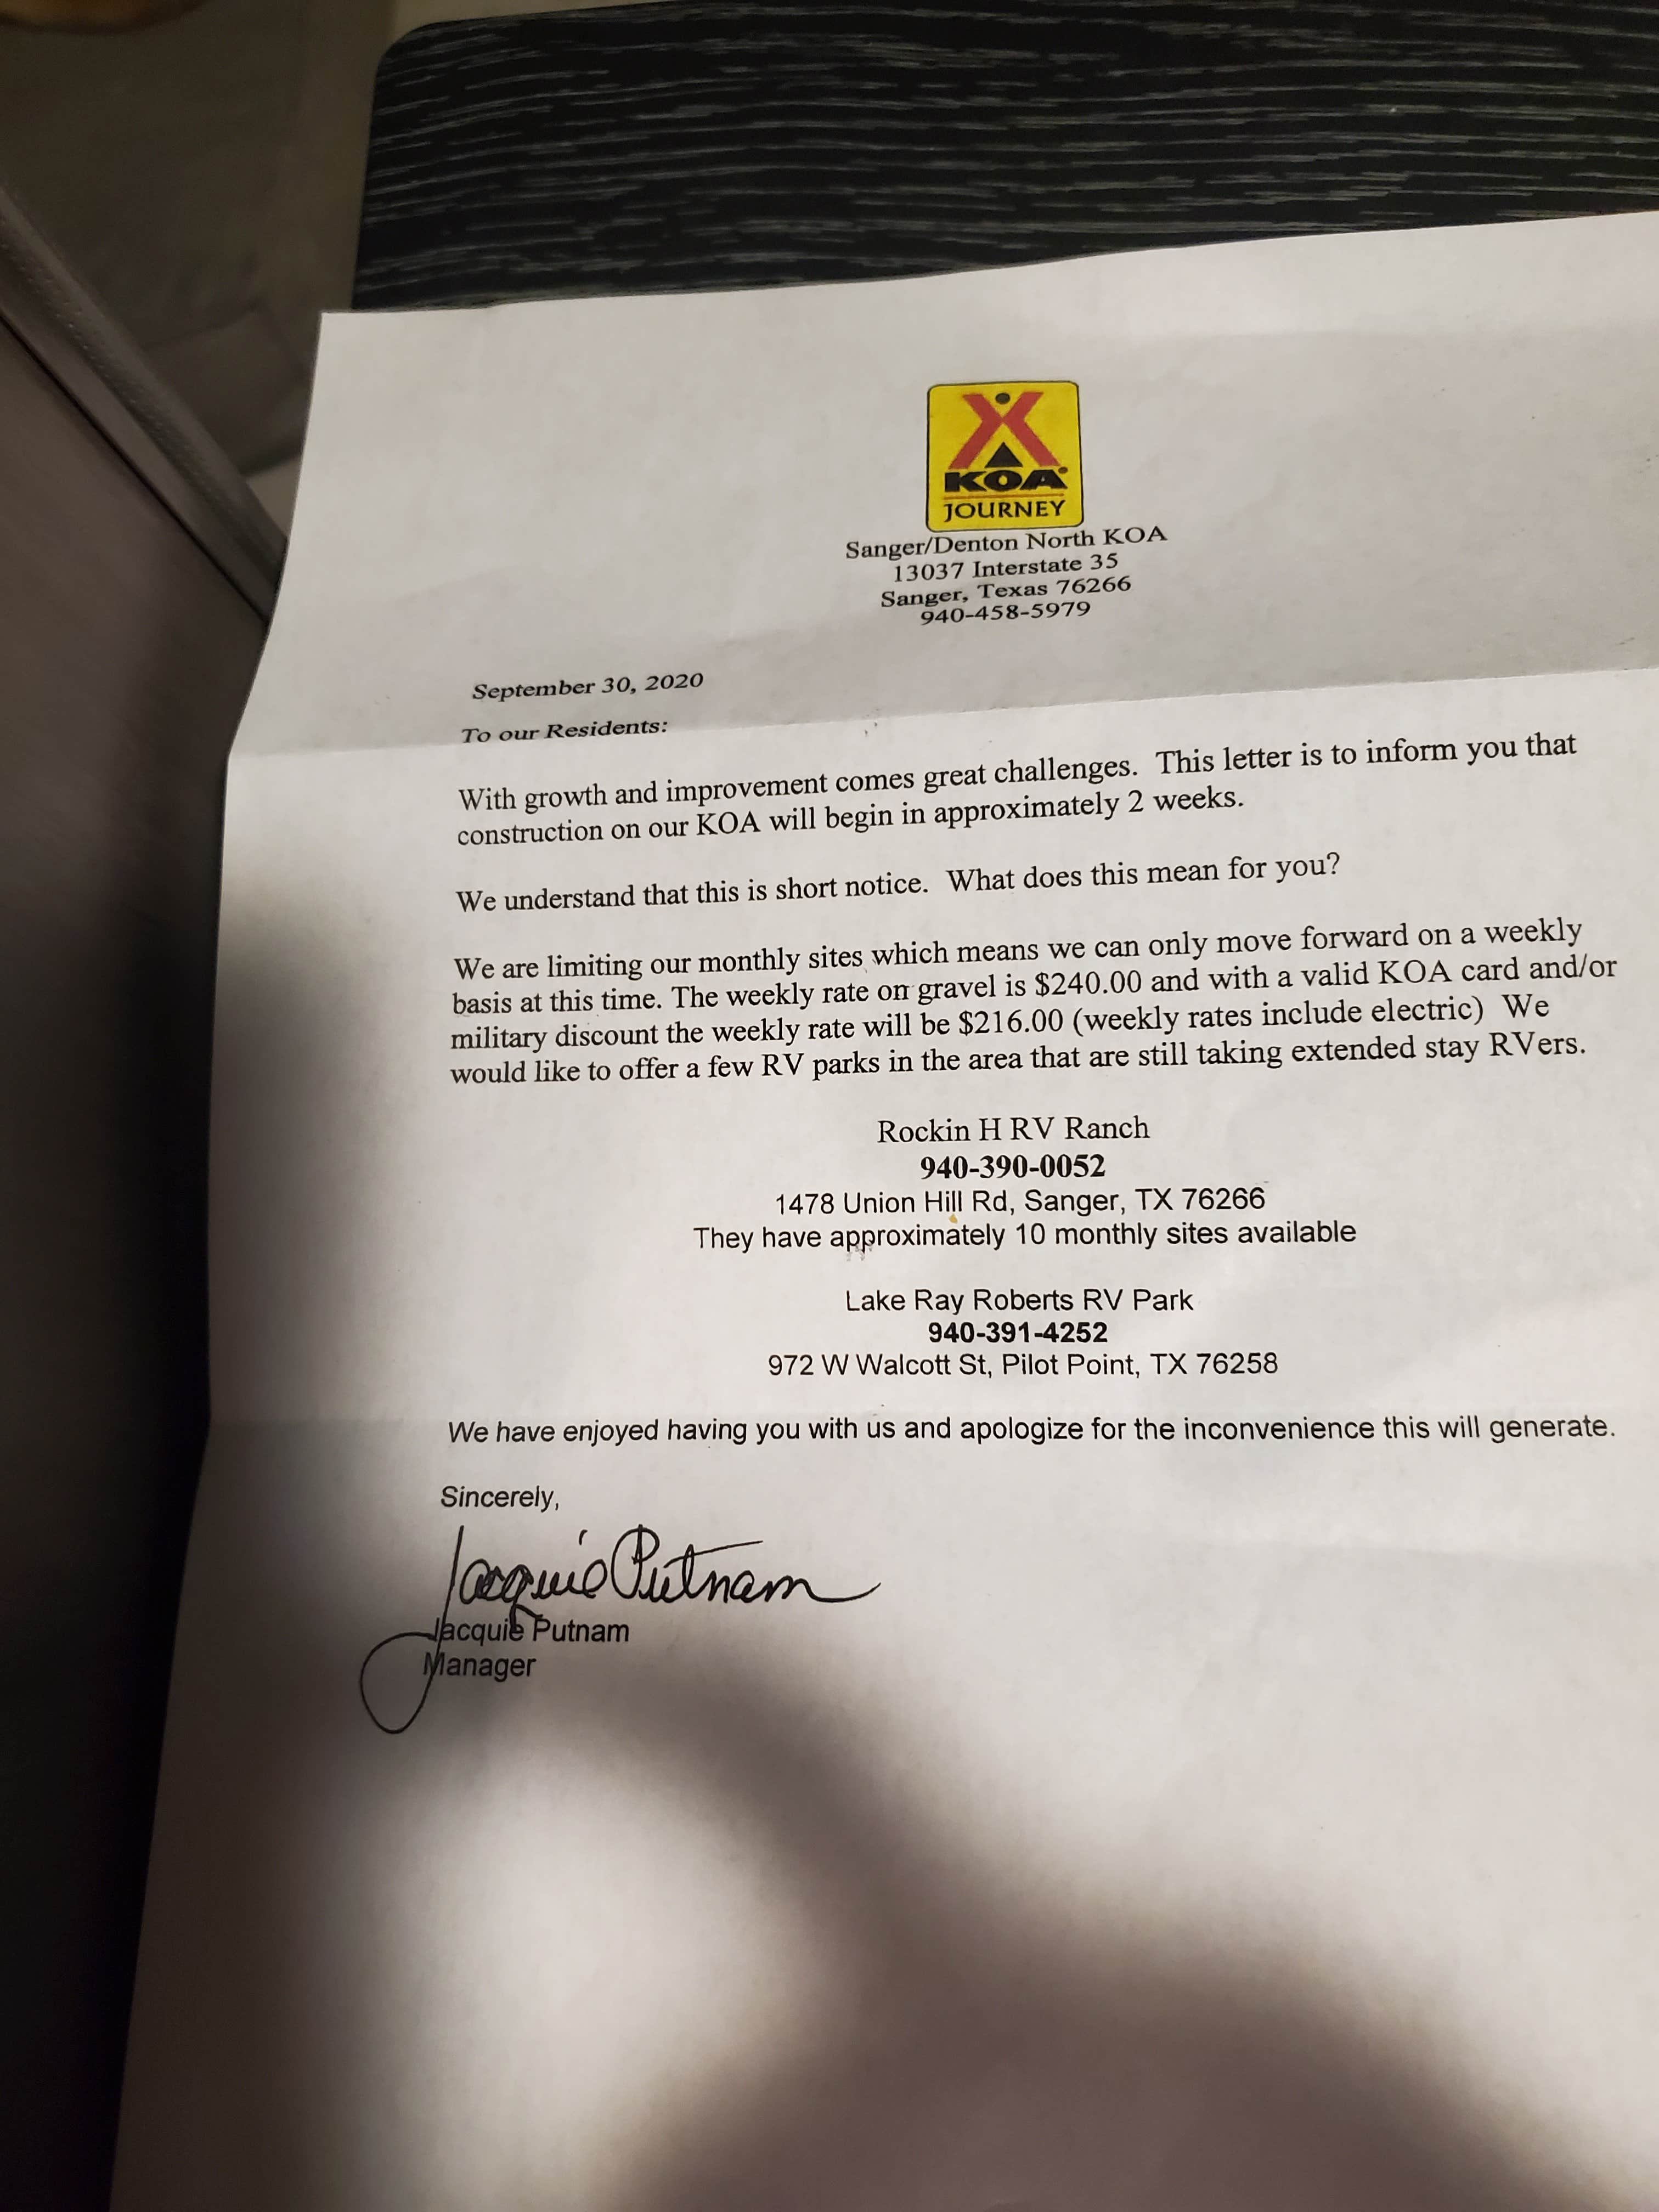 KOA
JOURNEY
Sanger/Denton North KOA
13037 Interstate 35
Sanger, Texas 76266
940-458-5979
September 30, 2020
To our Residents:
With growth and improvement comes great challenges.  This letter is to inform you that
construction on our KOA will begin in approximately 2 weeks.
We understand that this is short notice.  What does this mean for you?
We are limiting our monthly sites which means we can only move forward on a weekly
basis at this time. The weekly rate on gravel is $240.00 and with a valid KOA card and/or
military discount the weekly rate will be $216.00 (weekly rates include electric)  We
would like to offer a few RV parks in the area that are still taking extended stay RVers.
Rockin H RV Ranch
940-390-0052
1478 Union Hill Rd, Sanger, TX 76266
They have approximately 10 monthly sites available
Lake Ray Roberts RV Park
940-391-4252
972 W Walcott St, Pilot Point, TX 76258
We have enjoyed having you with us and apologize for the inconvenience this will generate.
Sincerely,
Jacquie Putnam
Jacquie Putnam
Manager